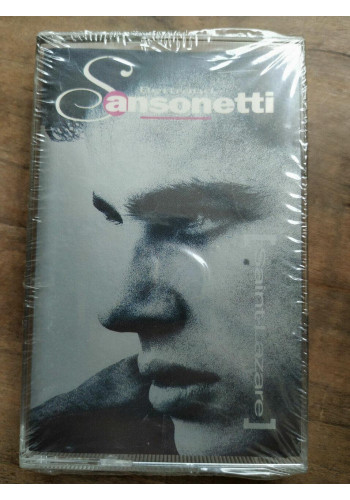 Bertrand
Sansonetti
[Saint Lazare]